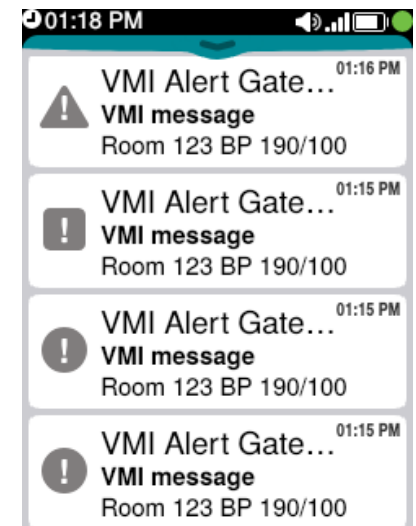 01:18 PM
01:16 PM
VMI Alert Gate...
VMI message
Room 123 BP 190/100
01:15 PM
VMI Alert Gate...
VMI message
Room 123 BP 190/100
01:15 PM
VMI Alert Gate...
VMI message
Room 123 BP 190/100
01:15 PM
VMI Alert Gate...
VMI message
Room 123 BP 190/100